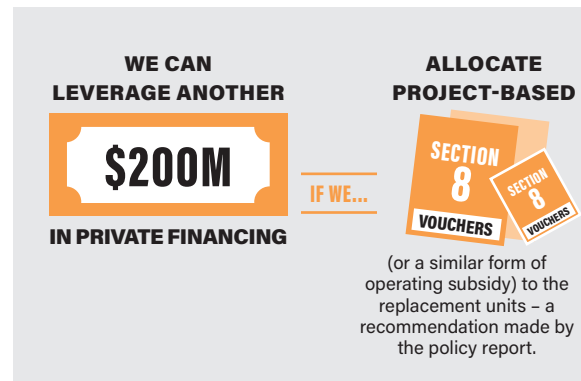 WE CAN
LEVERAGE ANOTHER
$200M
IN PRIVATE FINANCING
IF WE...
ALLOCATE
PROJECT-BASED
SECTION
8
VOUCHERS
SECTION
8
VOUCHERS
(or a similar form of
operating subsidy) to the
replacement units – a
recommendation made by
the policy report.